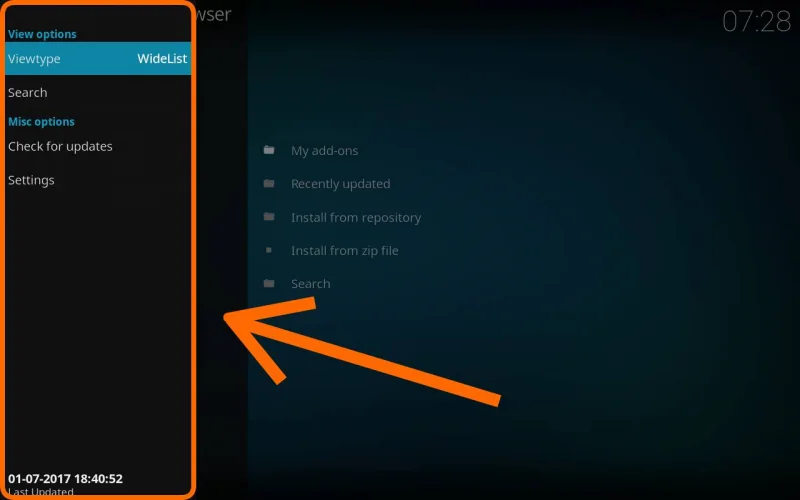 wser
07:28
View options
Viewtype WideList
Search
Misc options
Check for updates
Settings
My add-ons
Recently updated
Install from repository
Install from zip file
Search
01-07-2017 18:40:52
Last Updated